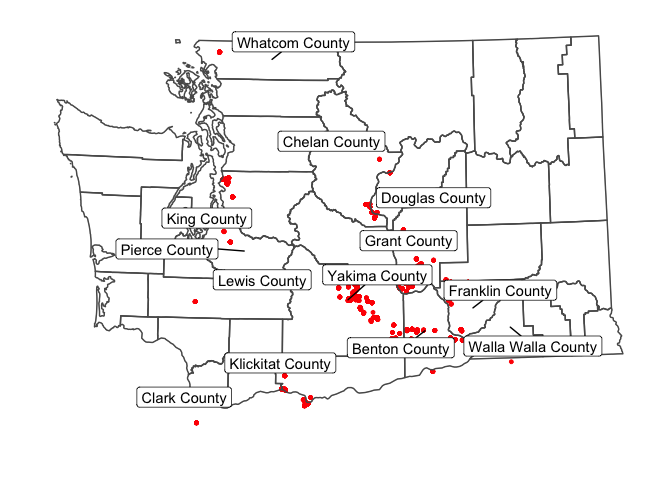 Whatcom County
Chelan County
Douglas County
King County
Grant County
Pierce County
Yakima County
Lewis County
Franklin County
Benton County
Walla Walla County
Klickitat County
Clark County